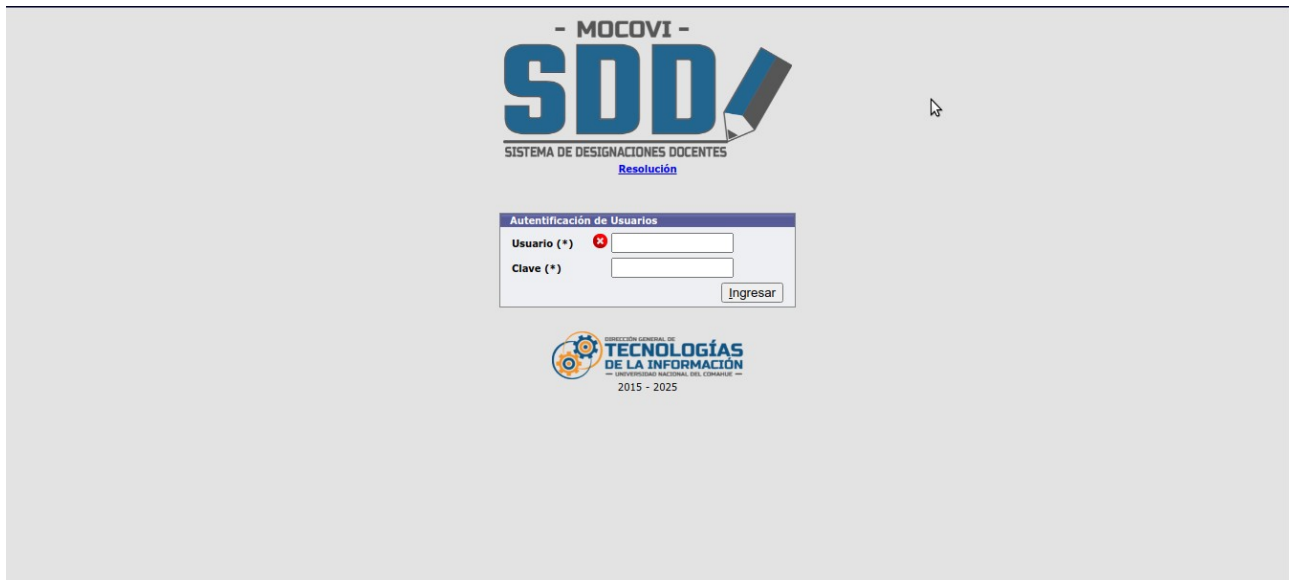 - MOCOVI -
SDD
SISTEMA DE DESIGNACIONES DOCENTES
Resolución
Autentificación de Usuarios
Usuario (*)
Clave (*)
Ingresar
DIRECCIÓN GENERAL DE
TECNOLOGÍAS
DE LA INFORMACIÓN
— UNIVERSIDAD NACIONAL DEL COMAHUE —
2015 - 2025